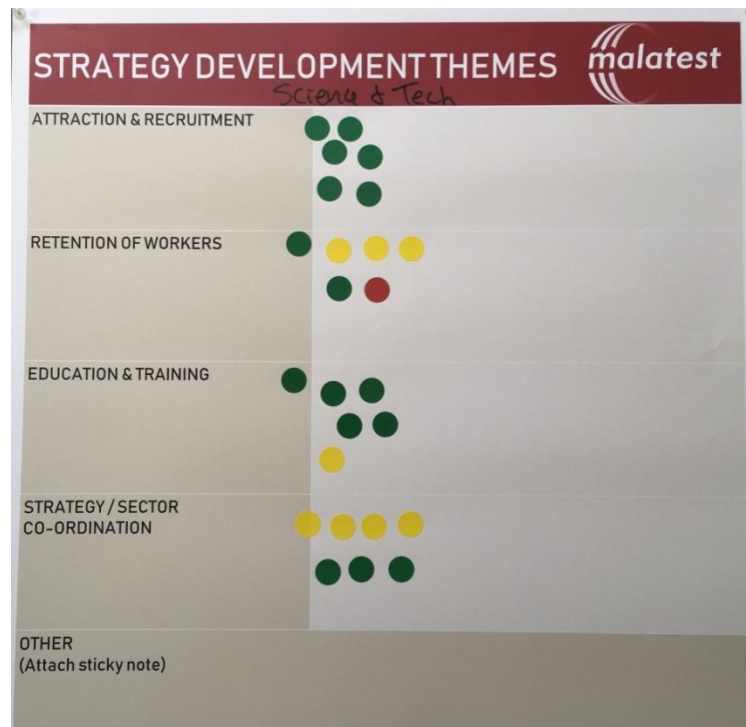 STRATEGY DEVELOPMENT THEMES
malatest
Science & Tech
ATTRACTION & RECRUITMENT
RETENTION OF WORKERS
EDUCATION & TRAINING
STRATEGY / SECTOR
CO-ORDINATION
OTHER
(Attach sticky note)